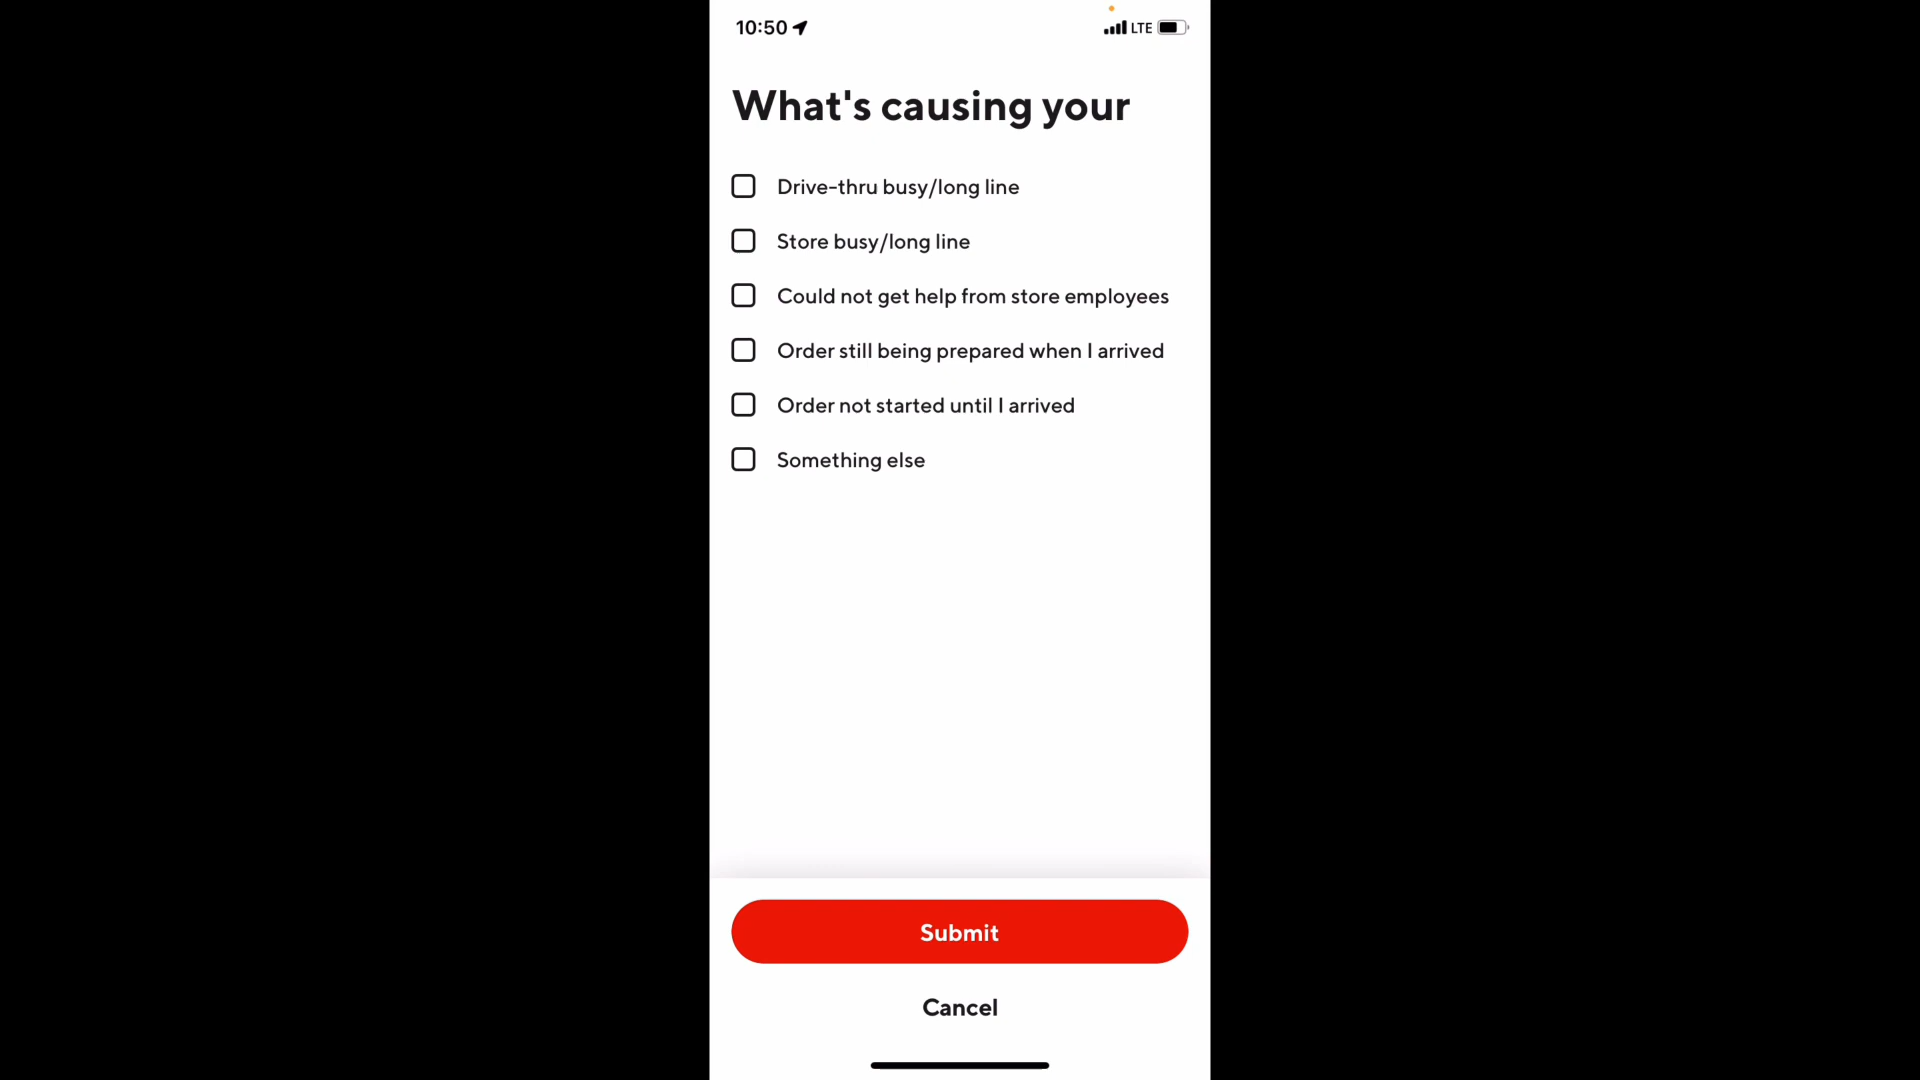 10:50
LTE
What's causing your
Drive-thru busy/long line
Store busy/long line
Could not get help from store employees
Order still being prepared when I arrived
Order not started until I arrived
Something else
Submit
Cancel